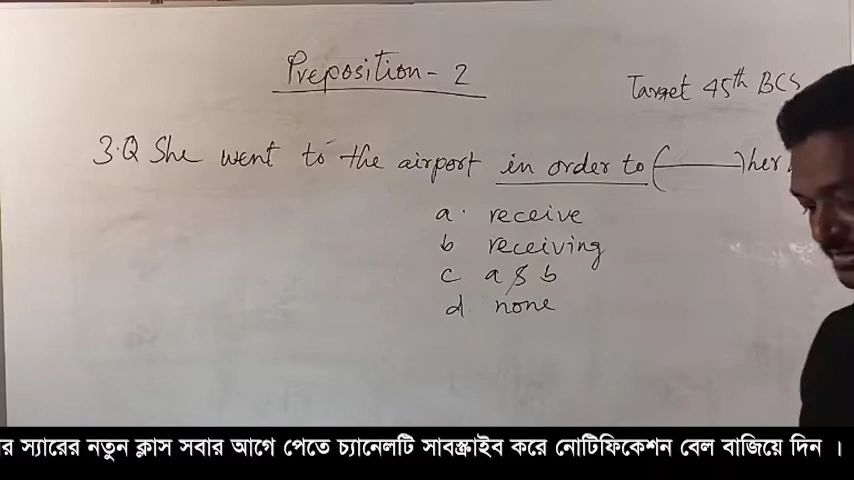 Preposition - 2
Target 45th BCS
3.Q She went to the airport in order to (———) her
a. receive
b receiving
c a & b
d. none
র স্যারের নতুন ক্লাস সবার আগে পেতে চ্যানেলটি সাবস্ক্রাইব করে নোটিফিকেশন বেল বাজিয়ে দিন ।